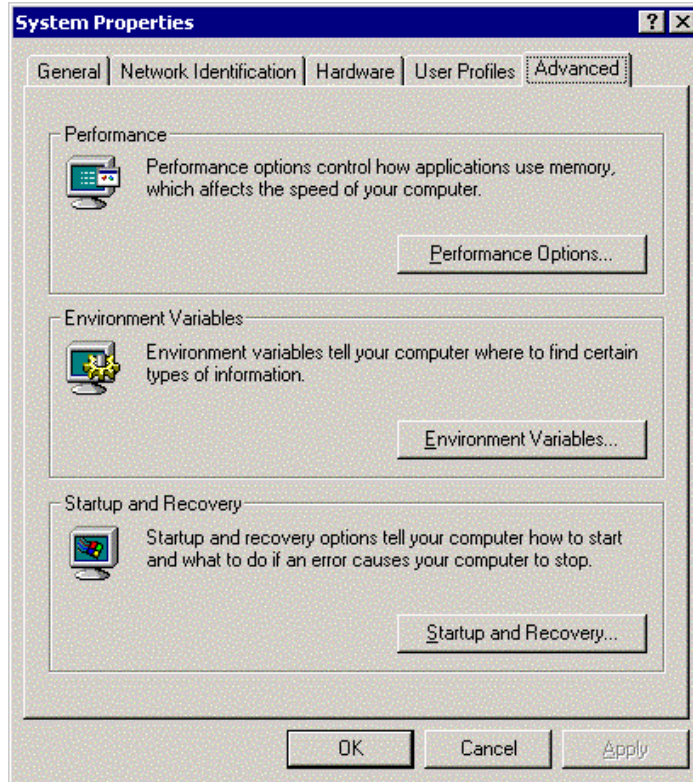 System Properties
General
Network Identification
Hardware
User Profiles
Advanced
Performance
Performance options control how applications use memory,
which affects the speed of your computer.
Performance Options...
Environment Variables
Environment variables tell your computer where to find certain
types of information.
Environment Variables...
Startup and Recovery
Startup and recovery options tell your computer how to start
and what to do if an error causes your computer to stop.
Startup and Recovery...
OK
Cancel
Apply